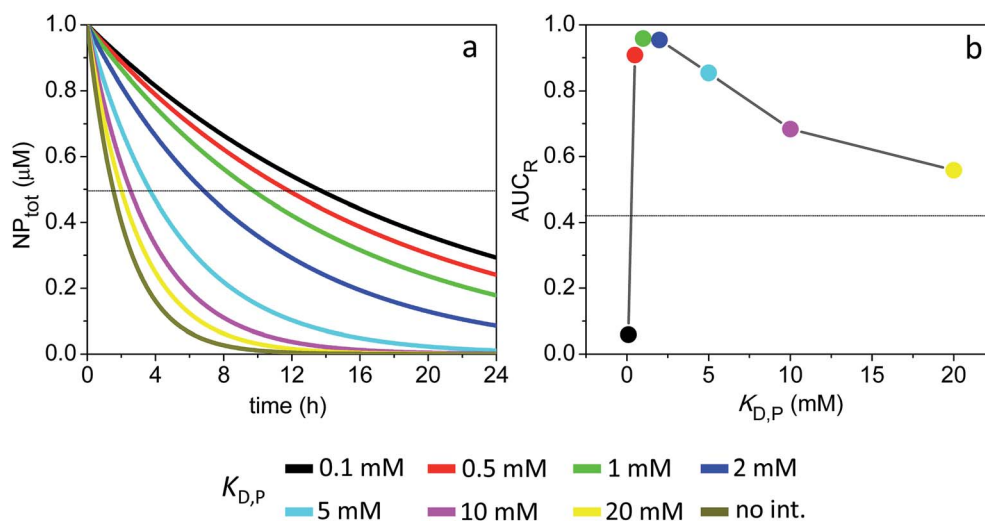 a
1.0
0.8
0.6
0.4
0.2
0.0
NPtot (μM)
0 4 8 12 16 20 24
time (h)
b
1.0
0.8
0.6
0.4
0.2
0.0
AUCR
0 5 10 15 20
KD,P (mM)
KD,P
0.1 mM 0.5 mM 1 mM 2 mM
5 mM 10 mM 20 mM no int.